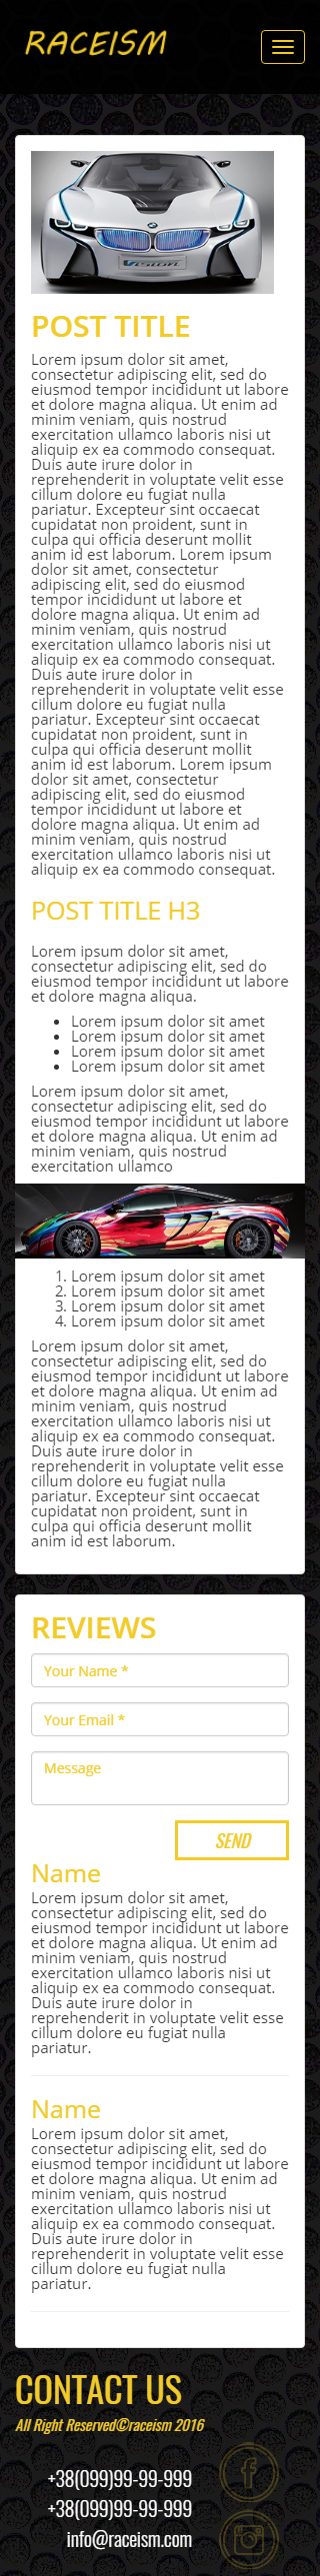 RACEISM
POST TITLE
Lorem ipsum dolor sit amet,
consectetur adipiscing elit, sed do
eiusmod tempor incididunt ut labore
et dolore magna aliqua. Ut enim ad
minim veniam, quis nostrud
exercitation ullamco laboris nisi ut
aliquip ex ea commodo consequat.
Duis aute irure dolor in
reprehenderit in voluptate velit esse
cillum dolore eu fugiat nulla
pariatur. Excepteur sint occaecat
cupidatat non proident, sunt in
culpa qui officia deserunt mollit
anim id est laborum. Lorem ipsum
dolor sit amet, consectetur
adipiscing elit, sed do eiusmod
tempor incididunt ut labore et
dolore magna aliqua. Ut enim ad
minim veniam, quis nostrud
exercitation ullamco laboris nisi ut
aliquip ex ea commodo consequat.
Duis aute irure dolor in
reprehenderit in voluptate velit esse
cillum dolore eu fugiat nulla
pariatur. Excepteur sint occaecat
cupidatat non proident, sunt in
culpa qui officia deserunt mollit
anim id est laborum. Lorem ipsum
dolor sit amet, consectetur
adipiscing elit, sed do eiusmod
tempor incididunt ut labore et
dolore magna aliqua. Ut enim ad
minim veniam, quis nostrud
exercitation ullamco laboris nisi ut
aliquip ex ea commodo consequat.
POST TITLE H3
Lorem ipsum dolor sit amet,
consectetur adipiscing elit, sed do
eiusmod tempor incididunt ut labore
et dolore magna aliqua.
• Lorem ipsum dolor sit amet
• Lorem ipsum dolor sit amet
• Lorem ipsum dolor sit amet
• Lorem ipsum dolor sit amet
Lorem ipsum dolor sit amet,
consectetur adipiscing elit, sed do
eiusmod tempor incididunt ut labore
et dolore magna aliqua. Ut enim ad
minim veniam, quis nostrud
exercitation ullamco
1. Lorem ipsum dolor sit amet
2. Lorem ipsum dolor sit amet
3. Lorem ipsum dolor sit amet
4. Lorem ipsum dolor sit amet
Lorem ipsum dolor sit amet,
consectetur adipiscing elit, sed do
eiusmod tempor incididunt ut labore
et dolore magna aliqua. Ut enim ad
minim veniam, quis nostrud
exercitation ullamco laboris nisi ut
aliquip ex ea commodo consequat.
Duis aute irure dolor in
reprehenderit in voluptate velit esse
cillum dolore eu fugiat nulla
pariatur. Excepteur sint occaecat
cupidatat non proident, sunt in
culpa qui officia deserunt mollit
anim id est laborum.
REVIEWS
Your Name *
Your Email *
Message
SEND
Name
Lorem ipsum dolor sit amet,
consectetur adipiscing elit, sed do
eiusmod tempor incididunt ut labore
et dolore magna aliqua. Ut enim ad
minim veniam, quis nostrud
exercitation ullamco laboris nisi ut
aliquip ex ea commodo consequat.
Duis aute irure dolor in
reprehenderit in voluptate velit esse
cillum dolore eu fugiat nulla
pariatur.
Name
Lorem ipsum dolor sit amet,
consectetur adipiscing elit, sed do
eiusmod tempor incididunt ut labore
et dolore magna aliqua. Ut enim ad
minim veniam, quis nostrud
exercitation ullamco laboris nisi ut
aliquip ex ea commodo consequat.
Duis aute irure dolor in
reprehenderit in voluptate velit esse
cillum dolore eu fugiat nulla
pariatur.
CONTACT US
All Right Reserved©raceism 2016
+38(099)99-99-999
+38(099)99-99-999
info@raceism.com